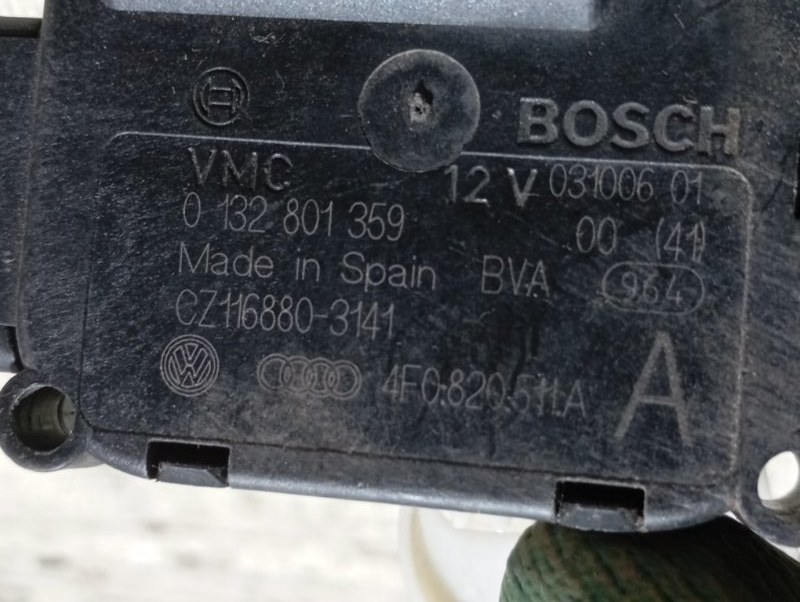 BOSCH
VMC 12 V 031006 01
0 132 801 359 00 (41)
Made in Spain BVA 964
CZ116880-3141
4F0.820.511.A A